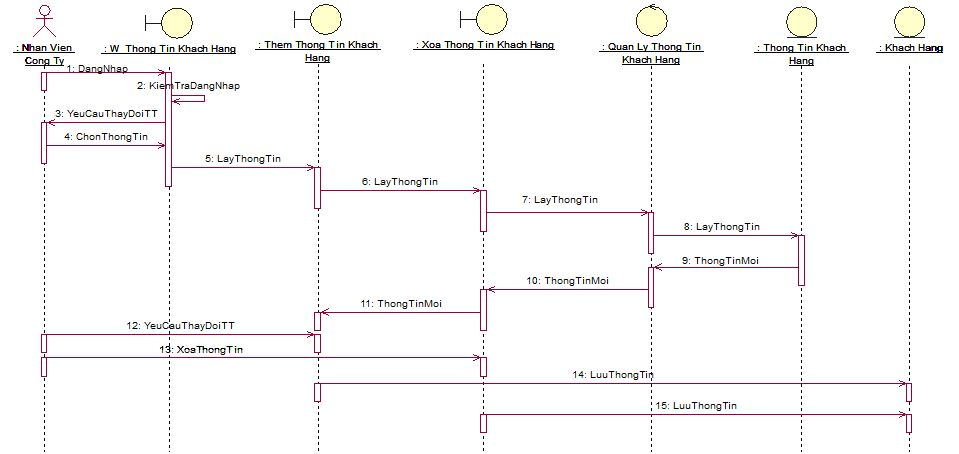 : Nhan Vien
Cong Ty
: W_Thong Tin Khach Hang
: Them Thong Tin Khach
Hang
: Xoa Thong Tin Khach Hang
: Quan Ly Thong Tin
Khach Hang
: Thong Tin Khach
Hang
: Khach Hang
1: DangNhap
2: KiemTraDangNhap
3: YeuCauThayDoiTT
4: ChonThongTin
5: LayThongTin
6: LayThongTin
7: LayThongTin
8: LayThongTin
9: ThongTinMoi
10: ThongTinMoi
11: ThongTinMoi
12: YeuCauThayDoiTT
13: XoaThongTin
14: LuuThongTin
15: LuuThongTin